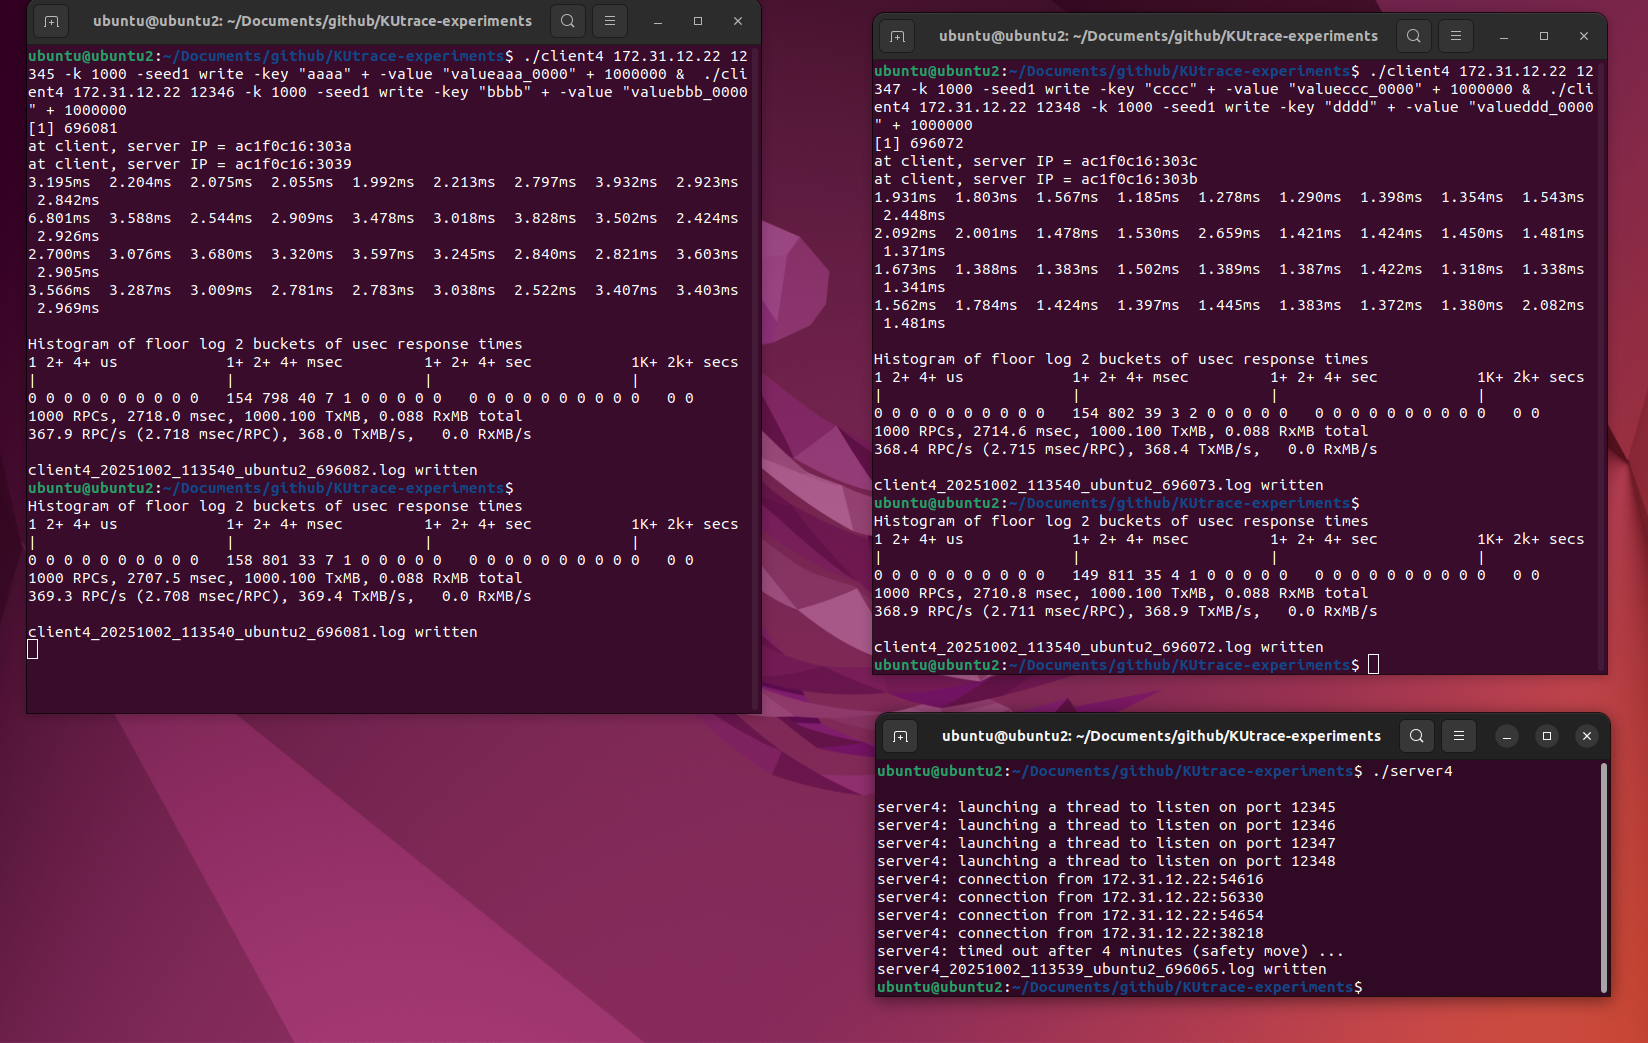 ubuntu@ubuntu2: ~/Documents/github/KUtrace-experiments
ubuntu@ubuntu2:~/Documents/github/KUtrace-experiments$ ./client4 172.31.12.22 12
345 -k 1000 -seed1 write -key "aaaa" + -value "valueaaa_0000" + 1000000 &  ./cli
ent4 172.31.12.22 12346 -k 1000 -seed1 write -key "bbbb" + -value "valuebbb_0000
" + 1000000
[1] 696081
at client, server IP = ac1f0c16:303a
at client, server IP = ac1f0c16:3039
3.195ms  2.204ms  2.075ms  2.055ms  1.992ms  2.213ms  2.797ms  3.932ms  2.923ms
 2.842ms
6.801ms  3.588ms  2.544ms  2.909ms  3.478ms  3.018ms  3.828ms  3.502ms  2.424ms
 2.926ms
2.700ms  3.076ms  3.680ms  3.320ms  3.597ms  3.245ms  2.840ms  2.821ms  3.603ms
 2.905ms
3.566ms  3.287ms  3.009ms  2.781ms  2.783ms  3.038ms  2.522ms  3.407ms  3.403ms
 2.969ms
Histogram of floor log 2 buckets of usec response times
1 2+ 4+ us            1+ 2+ 4+ msec         1+ 2+ 4+ sec           1K+ 2k+ secs
|                     |                     |                      |
0 0 0 0 0 0 0 0 0 0   154 798 40 7 1 0 0 0 0 0   0 0 0 0 0 0 0 0 0 0   0 0
1000 RPCs, 2718.0 msec, 1000.100 TxMB, 0.088 RxMB total
367.9 RPC/s (2.718 msec/RPC), 368.0 TxMB/s,   0.0 RxMB/s
client4_20251002_113540_ubuntu2_696082.log written
ubuntu@ubuntu2:~/Documents/github/KUtrace-experiments$
Histogram of floor log 2 buckets of usec response times
1 2+ 4+ us            1+ 2+ 4+ msec         1+ 2+ 4+ sec           1K+ 2k+ secs
|                     |                     |                      |
0 0 0 0 0 0 0 0 0 0   158 801 33 7 1 0 0 0 0 0   0 0 0 0 0 0 0 0 0 0   0 0
1000 RPCs, 2707.5 msec, 1000.100 TxMB, 0.088 RxMB total
369.3 RPC/s (2.708 msec/RPC), 369.4 TxMB/s,   0.0 RxMB/s
client4_20251002_113540_ubuntu2_696081.log written
ubuntu@ubuntu2: ~/Documents/github/KUtrace-experiments
ubuntu@ubuntu2:~/Documents/github/KUtrace-experiments$ ./client4 172.31.12.22 12
347 -k 1000 -seed1 write -key "cccc" + -value "valueccc_0000" + 1000000 &  ./cli
ent4 172.31.12.22 12348 -k 1000 -seed1 write -key "dddd" + -value "valueddd_0000
" + 1000000
[1] 696072
at client, server IP = ac1f0c16:303c
at client, server IP = ac1f0c16:303b
1.931ms  1.803ms  1.567ms  1.185ms  1.278ms  1.290ms  1.398ms  1.354ms  1.543ms
 2.448ms
2.092ms  2.001ms  1.478ms  1.530ms  2.659ms  1.421ms  1.424ms  1.450ms  1.481ms
 1.371ms
1.673ms  1.388ms  1.383ms  1.502ms  1.389ms  1.387ms  1.422ms  1.318ms  1.338ms
 1.341ms
1.562ms  1.784ms  1.424ms  1.397ms  1.445ms  1.383ms  1.372ms  1.380ms  2.082ms
 1.481ms
Histogram of floor log 2 buckets of usec response times
1 2+ 4+ us            1+ 2+ 4+ msec         1+ 2+ 4+ sec           1K+ 2k+ secs
|                     |                     |                      |
0 0 0 0 0 0 0 0 0 0   154 802 39 3 2 0 0 0 0 0   0 0 0 0 0 0 0 0 0 0   0 0
1000 RPCs, 2714.6 msec, 1000.100 TxMB, 0.088 RxMB total
368.4 RPC/s (2.715 msec/RPC), 368.4 TxMB/s,   0.0 RxMB/s
client4_20251002_113540_ubuntu2_696073.log written
ubuntu@ubuntu2:~/Documents/github/KUtrace-experiments$
Histogram of floor log 2 buckets of usec response times
1 2+ 4+ us            1+ 2+ 4+ msec         1+ 2+ 4+ sec           1K+ 2k+ secs
|                     |                     |                      |
0 0 0 0 0 0 0 0 0 0   149 811 35 4 1 0 0 0 0 0   0 0 0 0 0 0 0 0 0 0   0 0
1000 RPCs, 2710.8 msec, 1000.100 TxMB, 0.088 RxMB total
368.9 RPC/s (2.711 msec/RPC), 368.9 TxMB/s,   0.0 RxMB/s
client4_20251002_113540_ubuntu2_696072.log written
ubuntu@ubuntu2:~/Documents/github/KUtrace-experiments$
ubuntu@ubuntu2: ~/Documents/github/KUtrace-experiments
ubuntu@ubuntu2:~/Documents/github/KUtrace-experiments$ ./server4
server4: launching a thread to listen on port 12345
server4: launching a thread to listen on port 12346
server4: launching a thread to listen on port 12347
server4: launching a thread to listen on port 12348
server4: connection from 172.31.12.22:54616
server4: connection from 172.31.12.22:56330
server4: connection from 172.31.12.22:54654
server4: connection from 172.31.12.22:38218
server4: timed out after 4 minutes (safety move) ...
server4_20251002_113539_ubuntu2_696065.log written
ubuntu@ubuntu2:~/Documents/github/KUtrace-experiments$